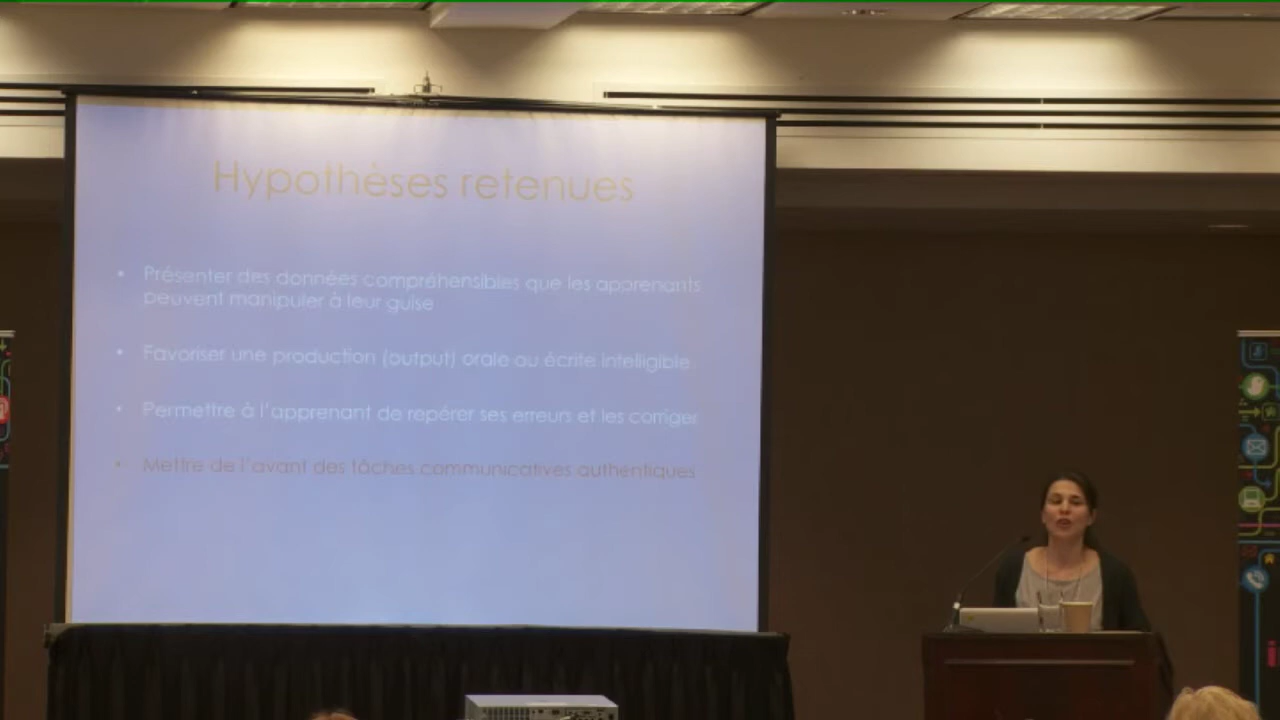 Hypothèses retenues
• Présenter des données compréhensibles que les apprenants
peuvent manipuler à leur guise
• Favoriser une production (output) orale ou écrite intelligible
• Permettre à l'apprenant de repérer ses erreurs et les corriger
• Mettre de l'avant des tâches communicatives authentiques